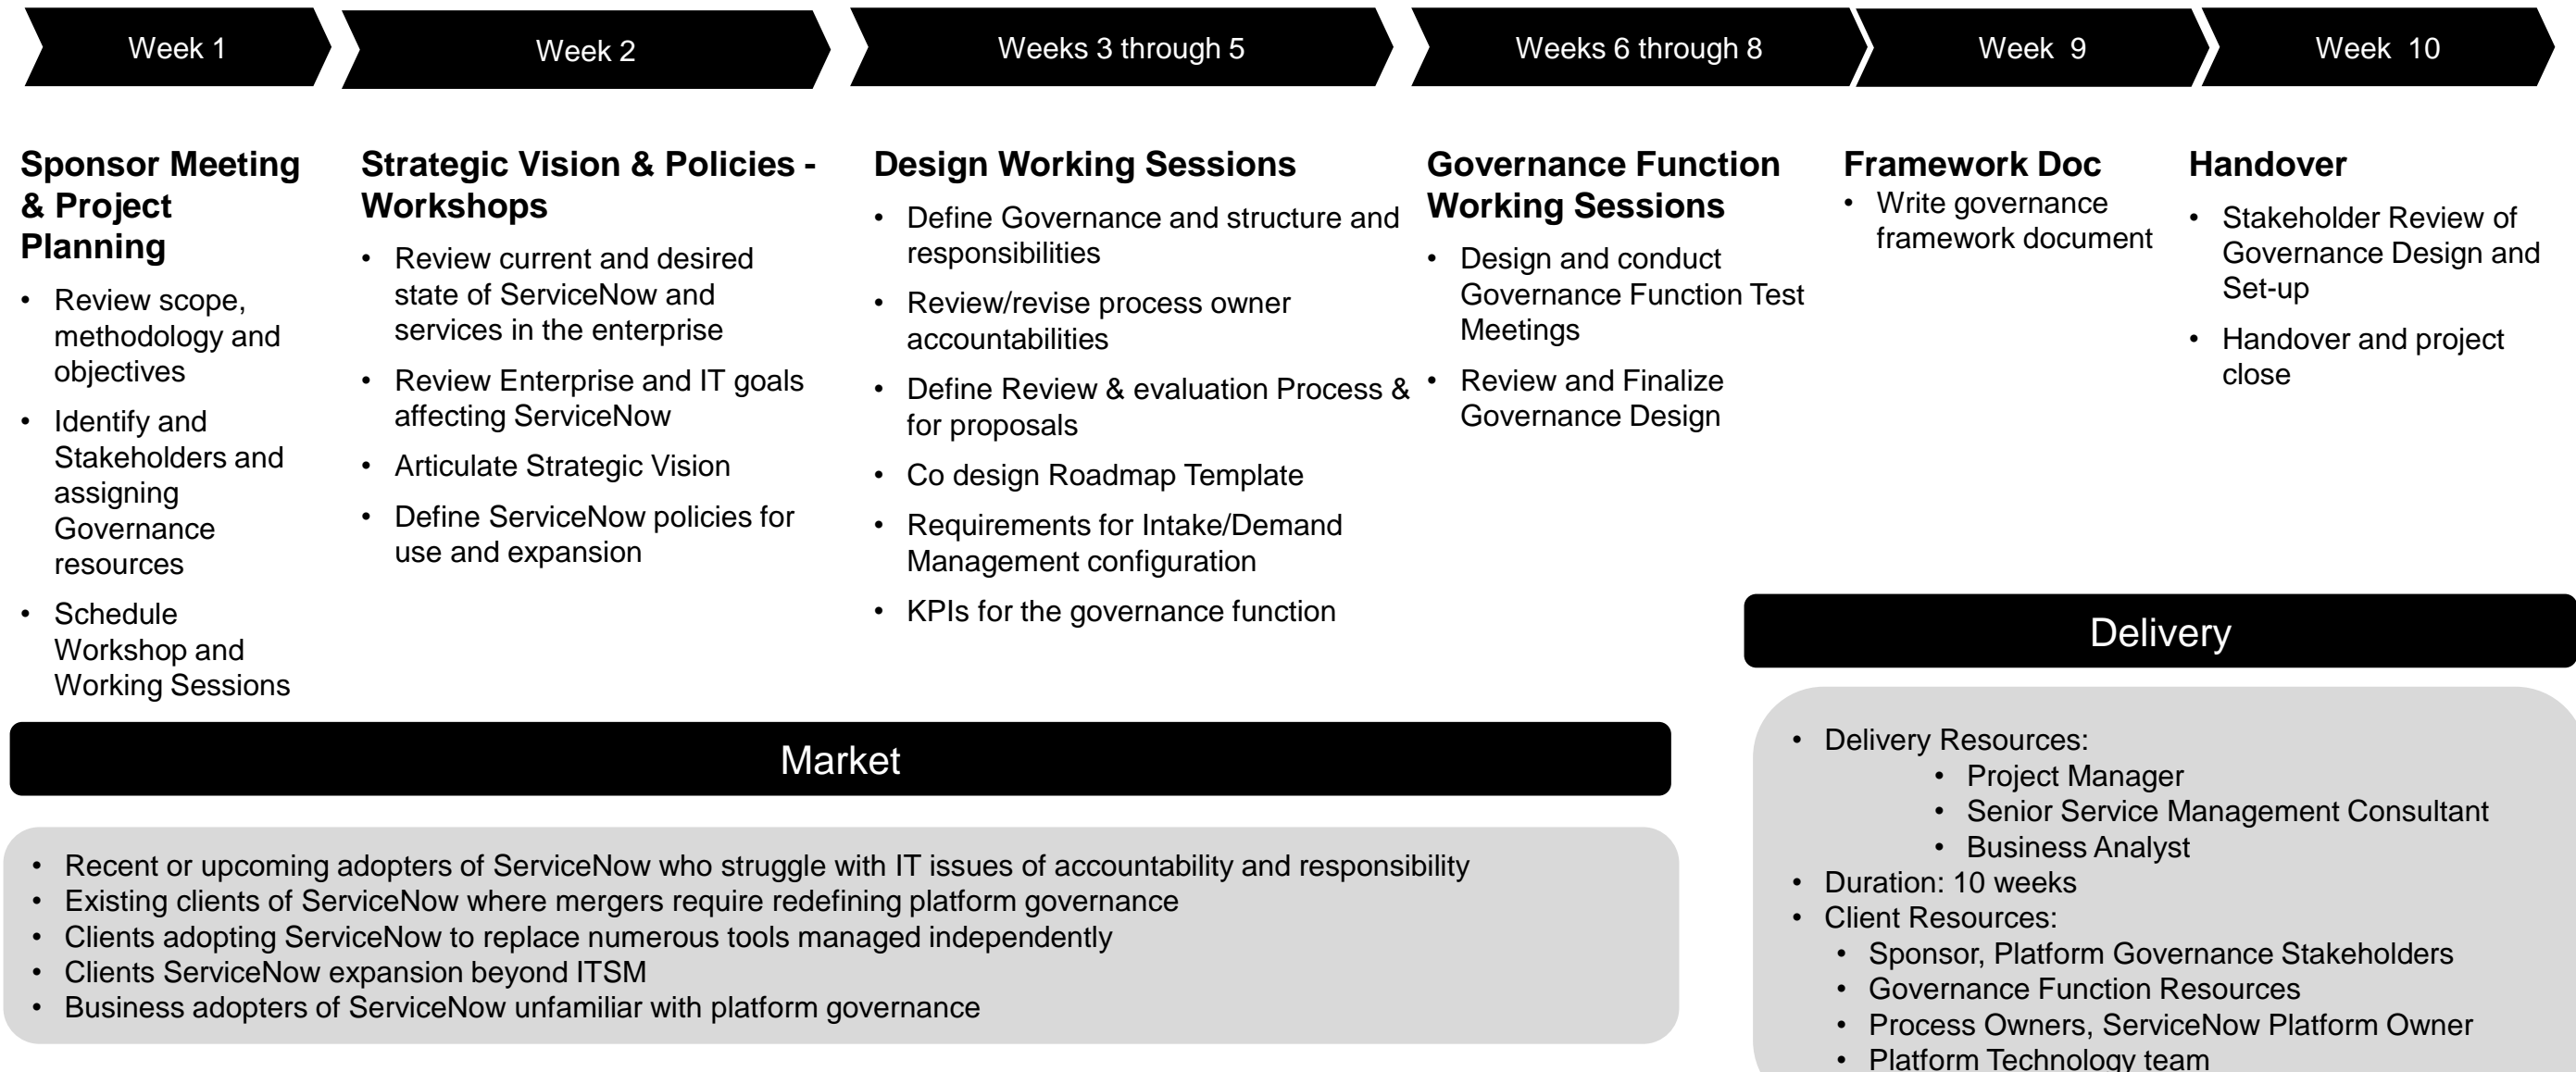 Week 1
Week 2
Weeks 3 through 5
Weeks 6 through 8
Week 9
Week 10
Sponsor Meeting
& Project
Planning
• Review scope,
methodology and
objectives
• Identify and
Stakeholders and
assigning
Governance
resources
• Schedule
Workshop and
Working Sessions
Strategic Vision & Policies -
Workshops
• Review current and desired
state of ServiceNow and
services in the enterprise
• Review Enterprise and IT goals
affecting ServiceNow
• Articulate Strategic Vision
• Define ServiceNow policies for
use and expansion
Design Working Sessions
• Define Governance and structure and
responsibilities
• Review/revise process owner
accountabilities
• Define Review & evaluation Process &
for proposals
• Co design Roadmap Template
• Requirements for Intake/Demand
Management configuration
• KPIs for the governance function
Governance Function
Working Sessions
• Design and conduct
Governance Function Test
Meetings
• Review and Finalize
Governance Design
Framework Doc
• Write governance
framework document
Handover
• Stakeholder Review of
Governance Design and
Set-up
• Handover and project
close
Market
• Recent or upcoming adopters of ServiceNow who struggle with IT issues of accountability and responsibility
• Existing clients of ServiceNow where mergers require redefining platform governance
• Clients adopting ServiceNow to replace numerous tools managed independently
• Clients ServiceNow expansion beyond ITSM
• Business adopters of ServiceNow unfamiliar with platform governance
Delivery
• Delivery Resources:
• Project Manager
• Senior Service Management Consultant
• Business Analyst
• Duration: 10 weeks
• Client Resources:
• Sponsor, Platform Governance Stakeholders
• Governance Function Resources
• Process Owners, ServiceNow Platform Owner
• Platform Technology team